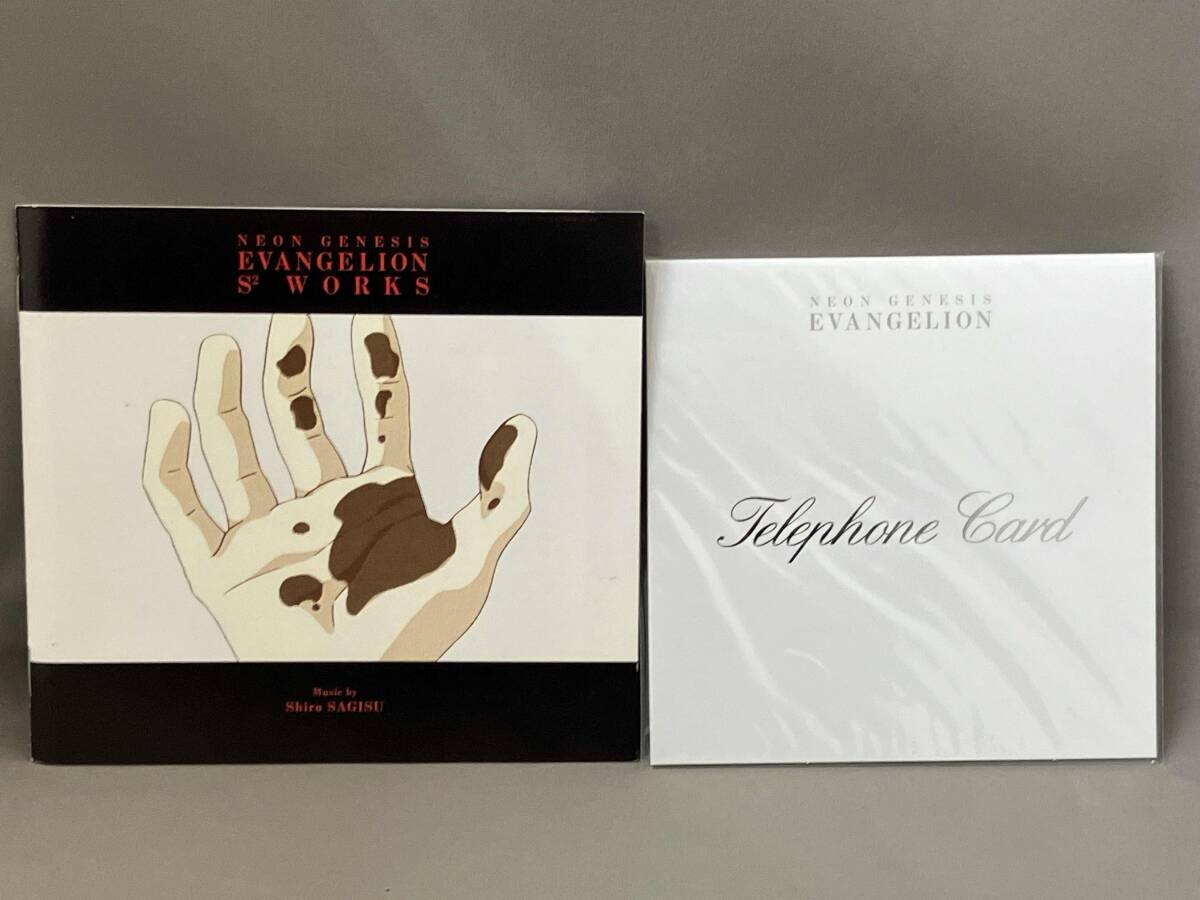 NEON GENESIS
EVANGELION
S² WORKS
Music by
Shiro SAGISU
NEON GENESIS
EVANGELION
Telephone Card